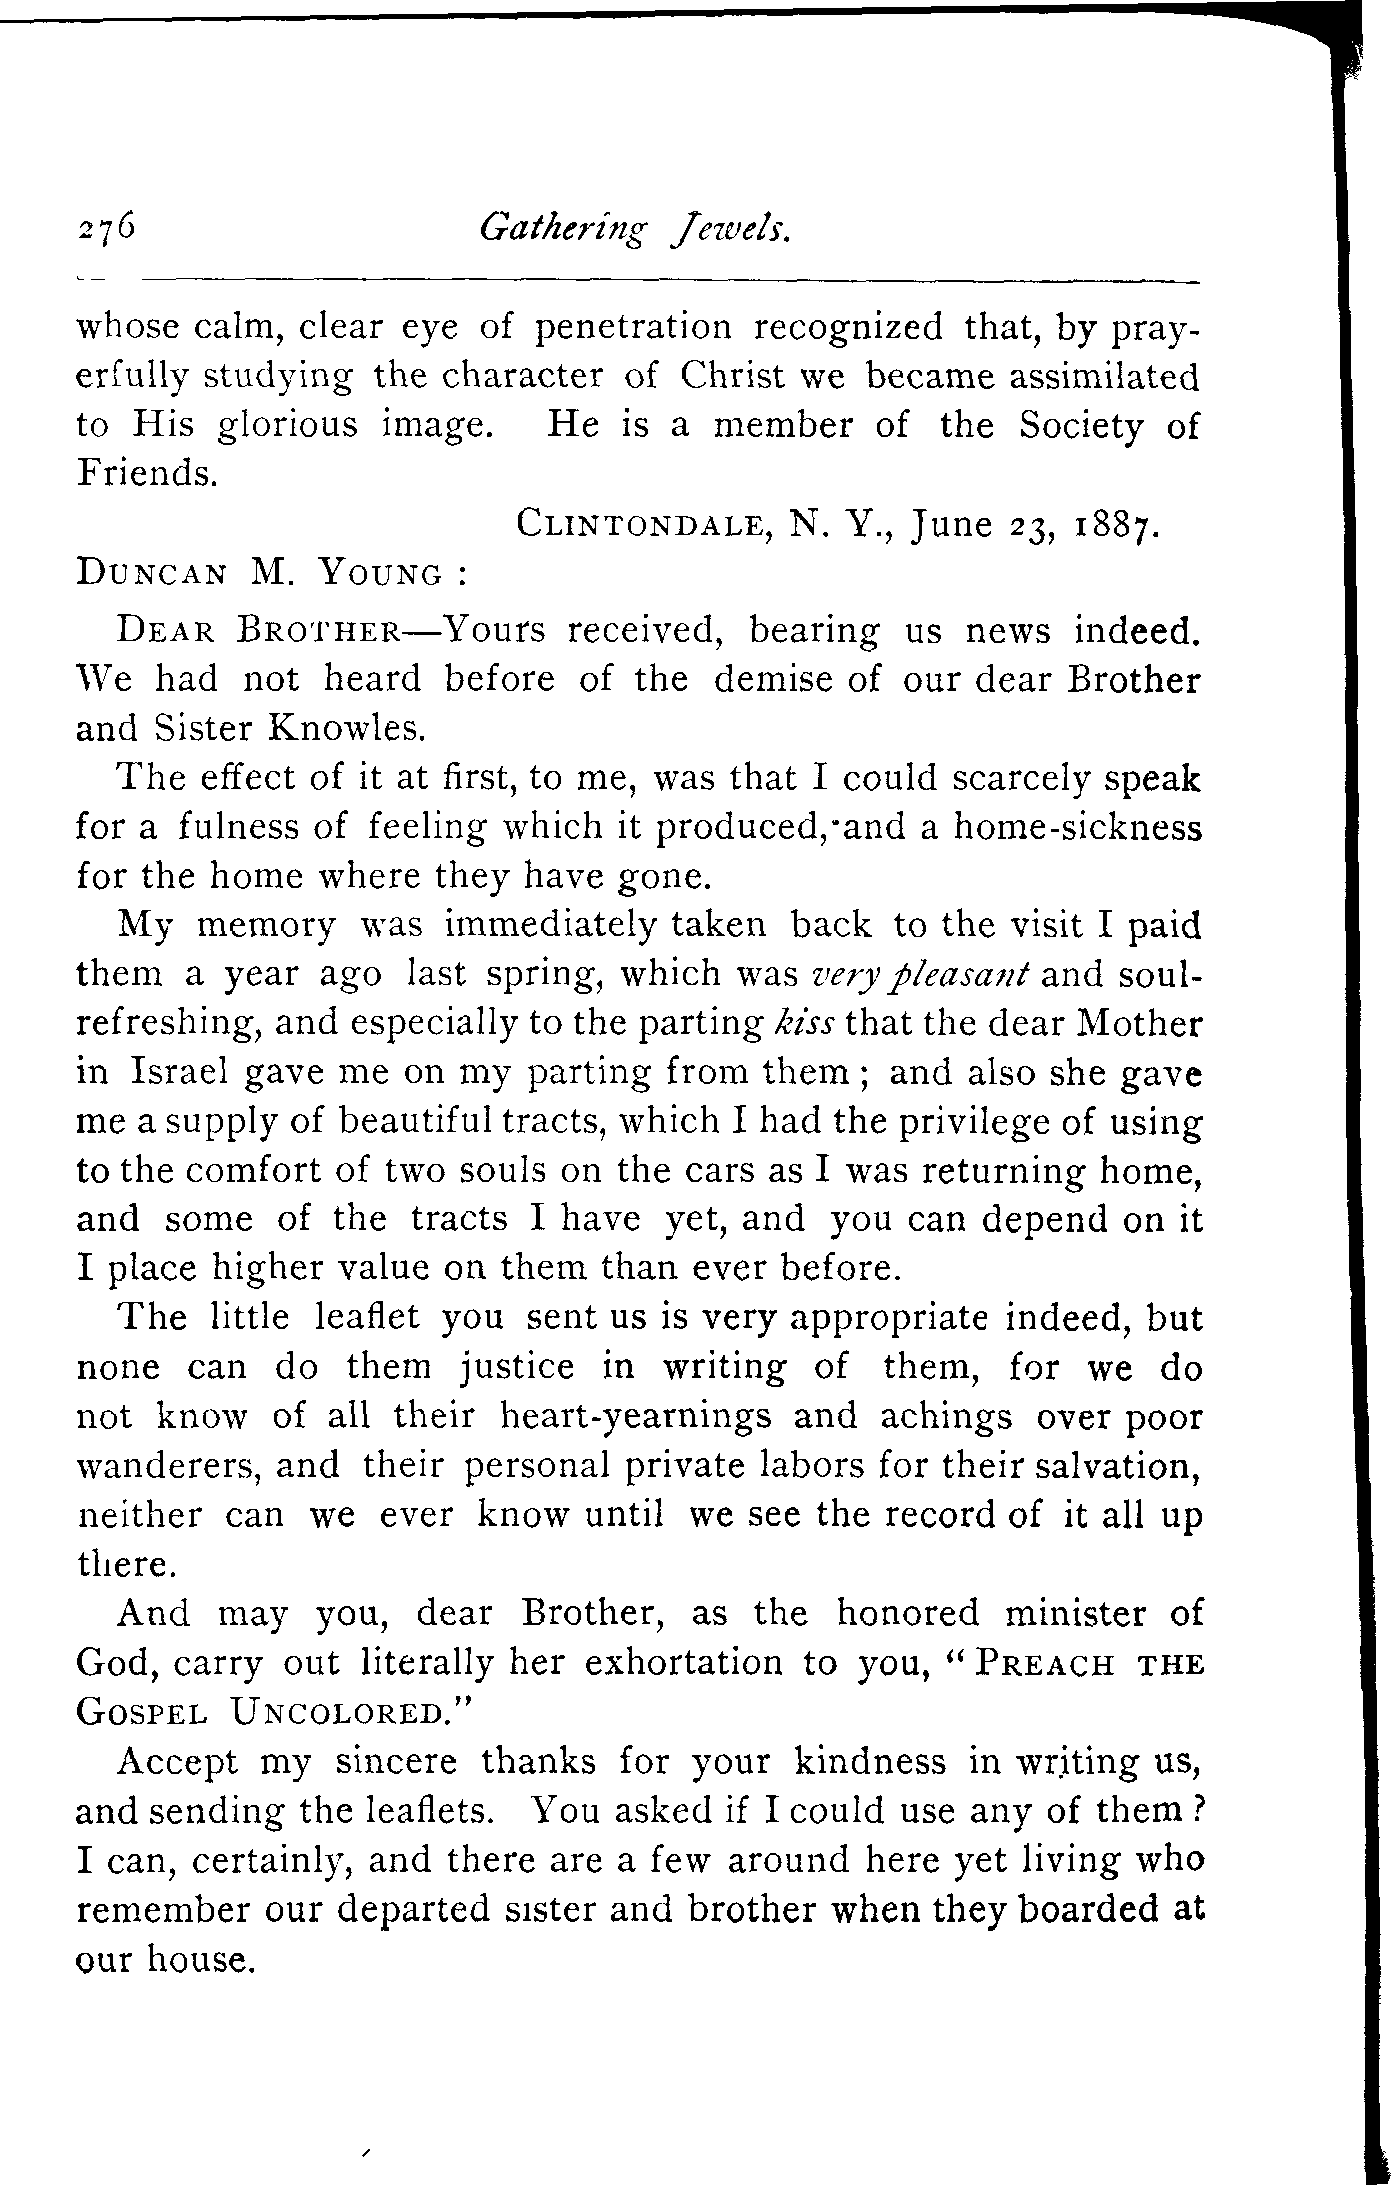 276 Gathering Jewels.
whose calm, clear eye of penetration recognized that, by pray-
erfully studying the character of Christ we became assimilated
to His glorious image. He is a member of the Society of
Friends.
CLINTONDALE, N. Y., June 23, 1887.
DUNCAN M. YOUNG :
DEAR BROTHER—Yours received, bearing us news indeed.
We had not heard before of the demise of our dear Brother
and Sister Knowles.
The effect of it at first, to me, was that I could scarcely speak
for a fulness of feeling which it produced, and a home-sickness
for the home where they have gone.
My memory was immediately taken back to the visit I paid
them a year ago last spring, which was very pleasant and soul-
refreshing, and especially to the parting kiss that the dear Mother
in Israel gave me on my parting from them ; and also she gave
me a supply of beautiful tracts, which I had the privilege of using
to the comfort of two souls on the cars as I was returning home,
and some of the tracts I have yet, and you can depend on it
I place higher value on them than ever before.
The little leaflet you sent us is very appropriate indeed, but
none can do them justice in writing of them, for we do
not know of all their heart-yearnings and achings over poor
wanderers, and their personal private labors for their salvation,
neither can we ever know until we see the record of it all up
there.
And may you, dear Brother, as the honored minister of
God, carry out literally her exhortation to you, " PREACH THE
GOSPEL UNCOLORED."
Accept my sincere thanks for your kindness in writing us,
and sending the leaflets. You asked if I could use any of them ?
I can, certainly, and there are a few around here yet living who
remember our departed sister and brother when they boarded at
our house.